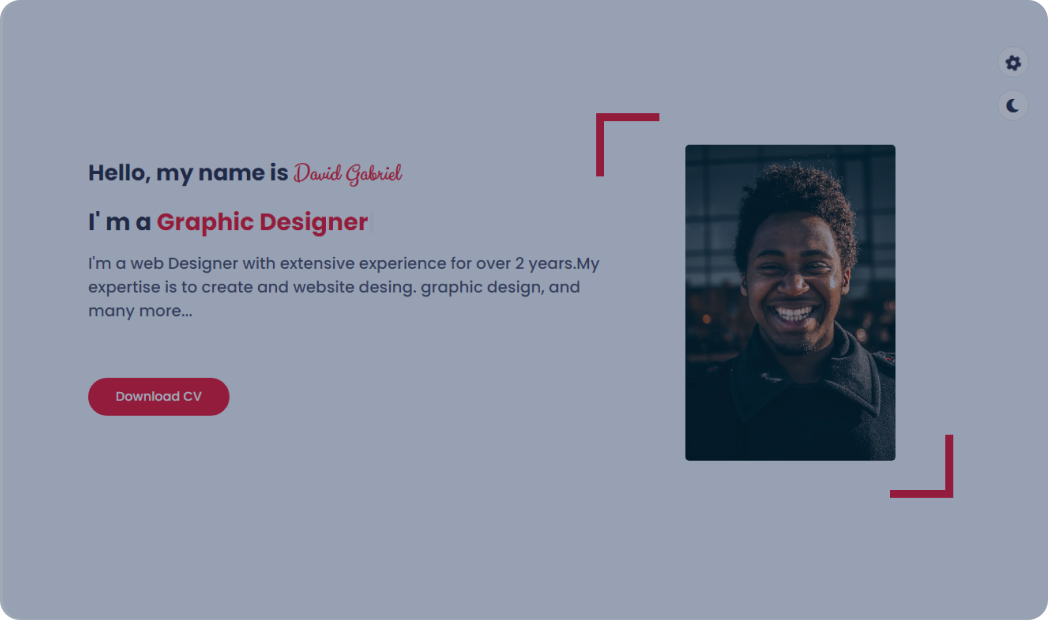 Hello, my name is David Gabriel
I' m a Graphic Designer
I'm a web Designer with extensive experience for over 2 years.My
expertise is to create and website desing. graphic design, and
many more...
Download CV